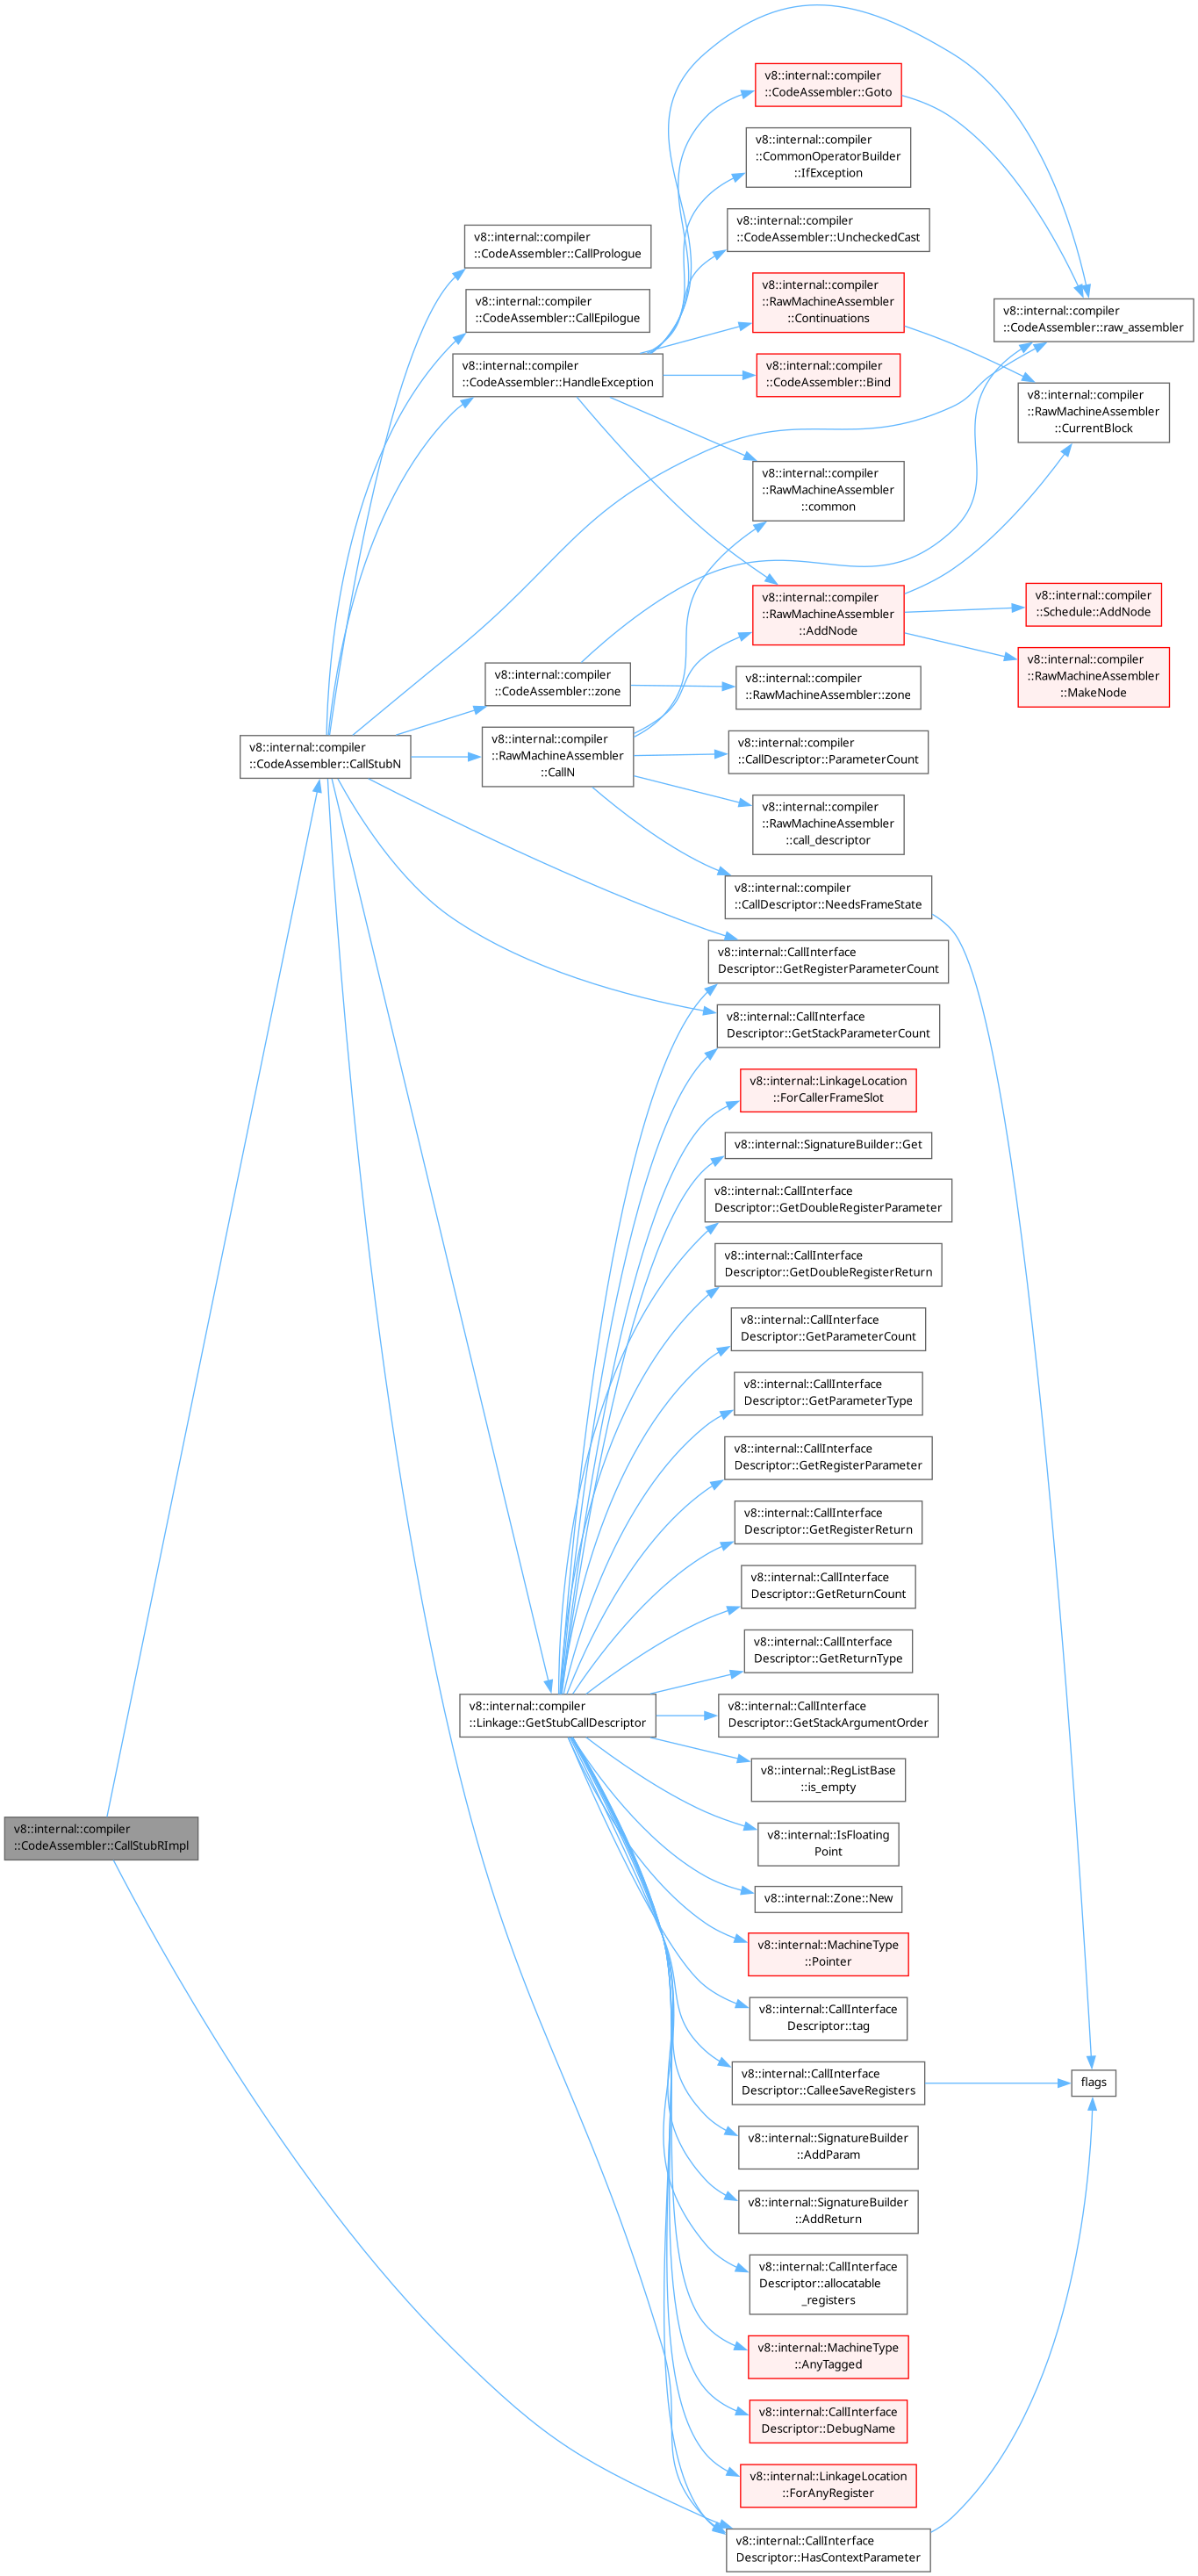 v8::internal::compiler
::CodeAssembler::Goto
v8::internal::compiler
::CommonOperatorBuilder
::IfException
v8::internal::compiler
::CodeAssembler::CallPrologue
v8::internal::compiler
::CodeAssembler::UncheckedCast
v8::internal::compiler
::CodeAssembler::CallEpilogue
v8::internal::compiler
::RawMachineAssembler
::Continuations
v8::internal::compiler
::CodeAssembler::raw_assembler
v8::internal::compiler
::CodeAssembler::HandleException
v8::internal::compiler
::CodeAssembler::Bind
v8::internal::compiler
::RawMachineAssembler
::CurrentBlock
v8::internal::compiler
::RawMachineAssembler
::common
v8::internal::compiler
::RawMachineAssembler
::AddNode
v8::internal::compiler
::Schedule::AddNode
v8::internal::compiler
::CodeAssembler::zone
v8::internal::compiler
::RawMachineAssembler::zone
v8::internal::compiler
::RawMachineAssembler
::MakeNode
v8::internal::compiler
::CodeAssembler::CallStubN
v8::internal::compiler
::RawMachineAssembler
::CallN
v8::internal::compiler
::CallDescriptor::ParameterCount
v8::internal::compiler
::RawMachineAssembler
::call_descriptor
v8::internal::compiler
::CallDescriptor::NeedsFrameState
v8::internal::CallInterface
Descriptor::GetRegisterParameterCount
v8::internal::CallInterface
Descriptor::GetStackParameterCount
v8::internal::LinkageLocation
::ForCallerFrameSlot
v8::internal::SignatureBuilder::Get
v8::internal::CallInterface
Descriptor::GetDoubleRegisterParameter
v8::internal::CallInterface
Descriptor::GetDoubleRegisterReturn
v8::internal::CallInterface
Descriptor::GetParameterCount
v8::internal::CallInterface
Descriptor::GetParameterType
v8::internal::CallInterface
Descriptor::GetRegisterParameter
v8::internal::CallInterface
Descriptor::GetRegisterReturn
v8::internal::CallInterface
Descriptor::GetReturnCount
v8::internal::CallInterface
Descriptor::GetReturnType
v8::internal::compiler
::Linkage::GetStubCallDescriptor
v8::internal::CallInterface
Descriptor::GetStackArgumentOrder
v8::internal::RegListBase
::is_empty
v8::internal::compiler
::CodeAssembler::CallStubRImpl
v8::internal::IsFloating
Point
v8::internal::Zone::New
v8::internal::MachineType
::Pointer
v8::internal::CallInterface
Descriptor::tag
v8::internal::CallInterface
Descriptor::CalleeSaveRegisters
flags
v8::internal::SignatureBuilder
::AddParam
v8::internal::SignatureBuilder
::AddReturn
v8::internal::CallInterface
Descriptor::allocatable
_registers
v8::internal::MachineType
::AnyTagged
v8::internal::CallInterface
Descriptor::DebugName
v8::internal::LinkageLocation
::ForAnyRegister
v8::internal::CallInterface
Descriptor::HasContextParameter